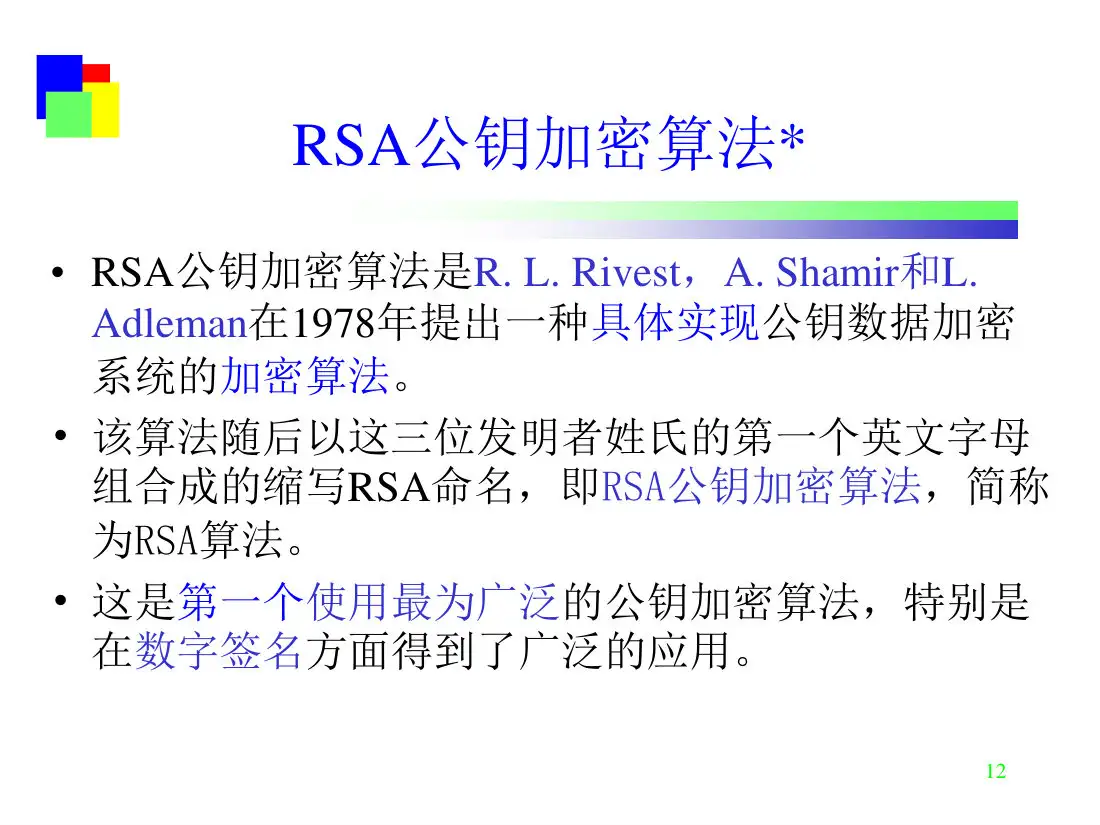 RSA公钥加密算法*
• RSA公钥加密算法是R. L. Rivest，A. Shamir和L.
Adleman在1978年提出一种具体实现公钥数据加密
系统的加密算法。
• 该算法随后以这三位发明者姓氏的第一个英文字母
组合成的缩写RSA命名，即RSA公钥加密算法，简称
为RSA算法。
• 这是第一个使用最为广泛的公钥加密算法，特别是
在数字签名方面得到了广泛的应用。
12